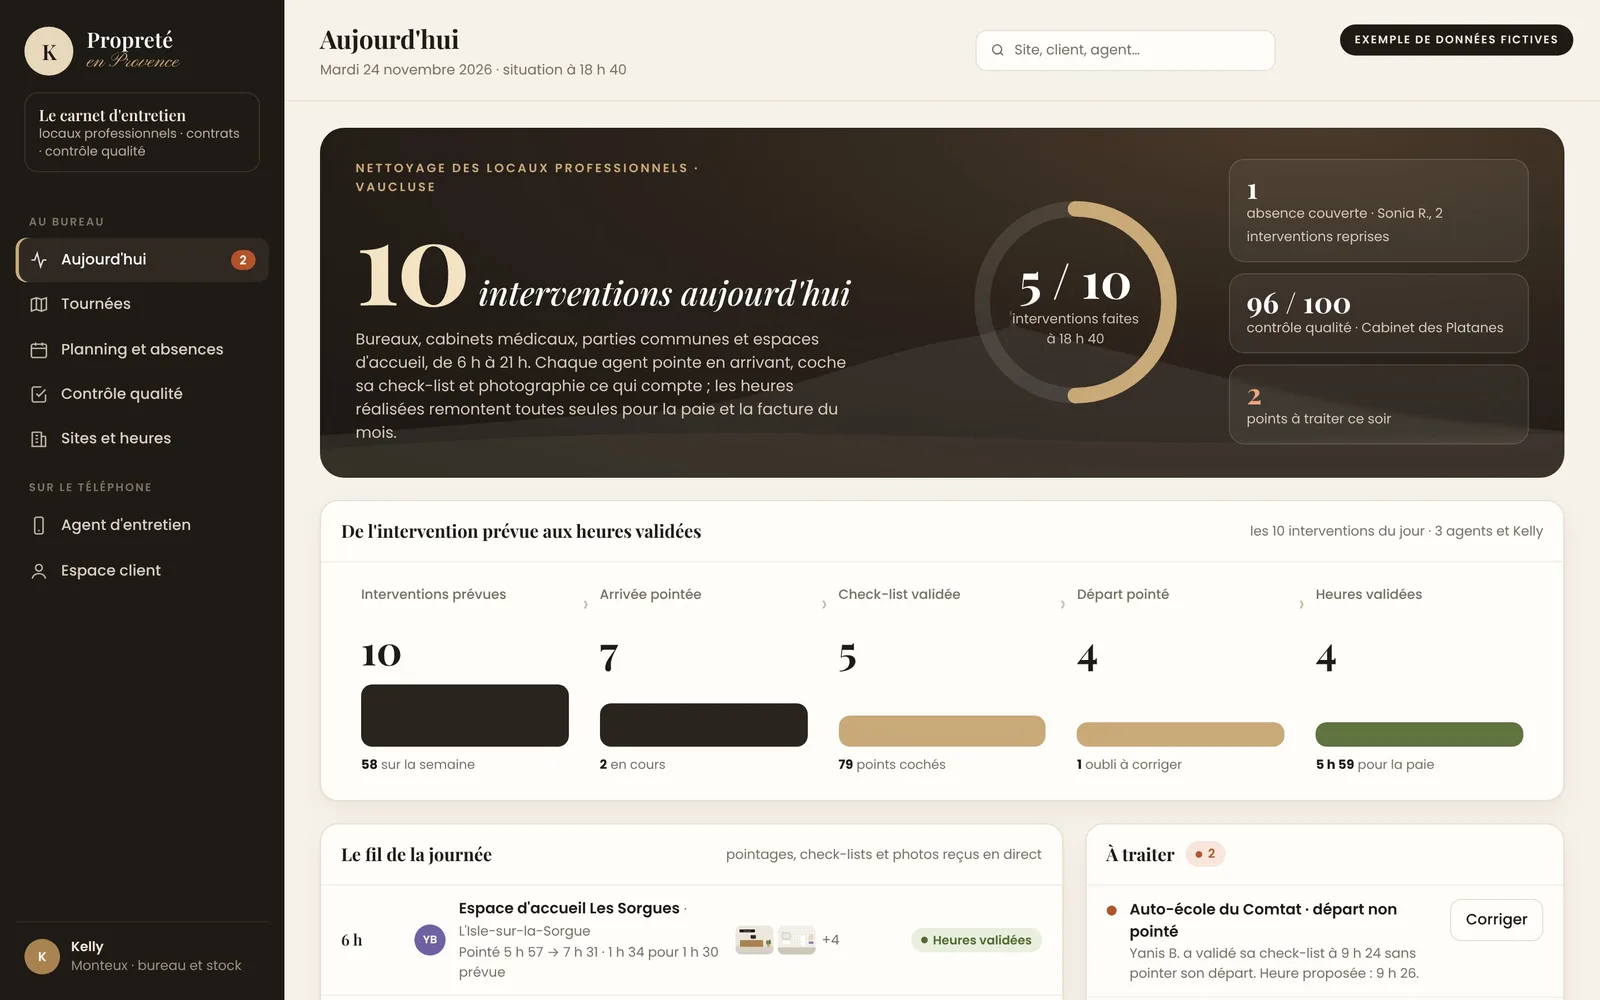 K
Propreté
en Provence
Le carnet d'entretien
locaux professionnels · contrats
· contrôle qualité
AU BUREAU
Aujourd'hui 2
Tournées
Planning et absences
Contrôle qualité
Sites et heures
SUR LE TÉLÉPHONE
Agent d'entretien
Espace client
K
Kelly
Monteux · bureau et stock
Aujourd'hui
Mardi 24 novembre 2026 · situation à 18 h 40
Site, client, agent...
EXEMPLE DE DONNÉES FICTIVES
NETTOYAGE DES LOCAUX PROFESSIONNELS ·
VAUCLUSE
10 interventions aujourd'hui
Bureaux, cabinets médicaux, parties communes et espaces
d'accueil, de 6 h à 21 h. Chaque agent pointe en arrivant, coche
sa check-list et photographie ce qui compte ; les heures
réalisées remontent toutes seules pour la paie et la facture du
mois.
5 / 10
interventions faites
à 18 h 40
1
absence couverte · Sonia R., 2
interventions reprises
96 / 100
contrôle qualité · Cabinet des Platanes
2
points à traiter ce soir
De l'intervention prévue aux heures validées
les 10 interventions du jour · 3 agents et Kelly
Interventions prévues › Arrivée pointée › Check-list validée › Départ pointé › Heures validées
10 7 5 4 4
58 sur la semaine 2 en cours 79 points cochés 1 oubli à corriger 5 h 59 pour la paie
Le fil de la journée
pointages, check-lists et photos reçus en direct
6 h
YB
Espace d'accueil Les Sorgues ·
L'Isle-sur-la-Sorgue
Pointé 5 h 57 → 7 h 31 · 1 h 34 pour 1 h 30
prévue
+4
Heures validées
À traiter 2
Auto-école du Comtat · départ non
pointé
Yanis B. a validé sa check-list à 9 h 24 sans
pointer son départ. Heure proposée : 9 h 26.
Corriger